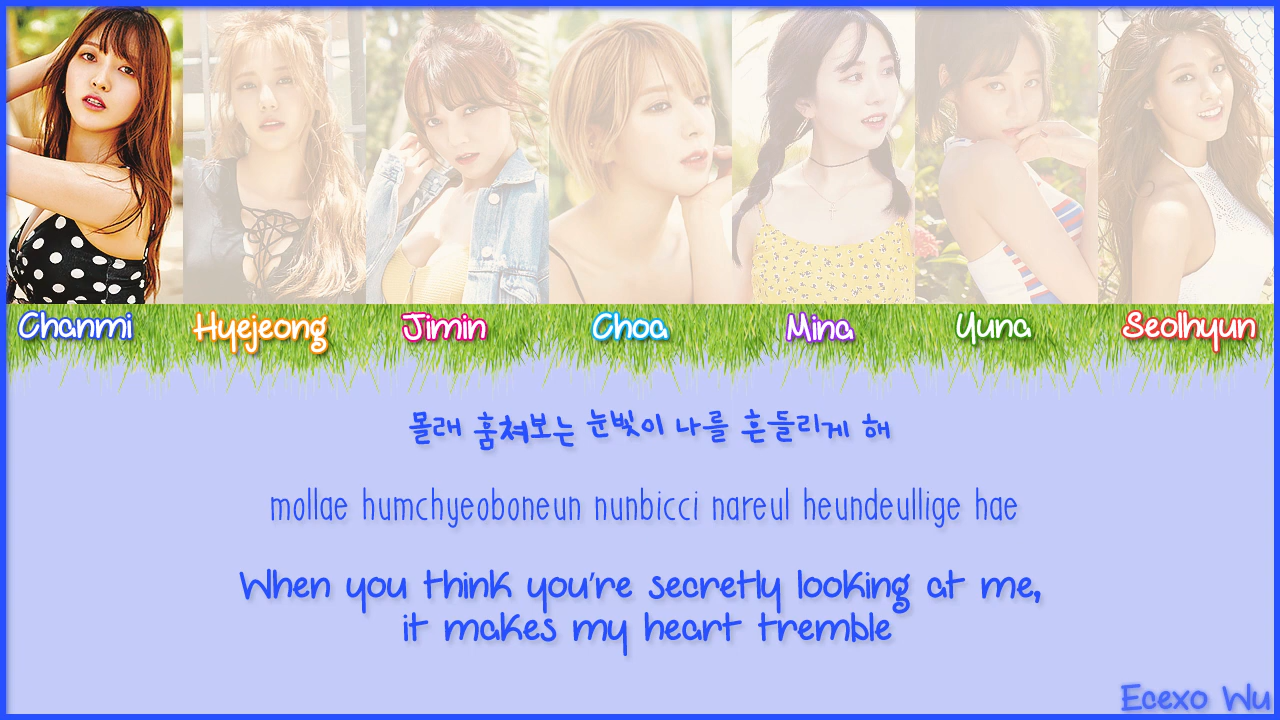 Chanmi Hyejeong Jimin Choa Mina Yuna Seolhyun
몰래 훔쳐보는 눈빛이 나를 흔들리게 해
mollae humchyeoboneun nunbicci nareul heundeullige hae
When you think you're secretly looking at me,
it makes my heart tremble
Ecexo Wu